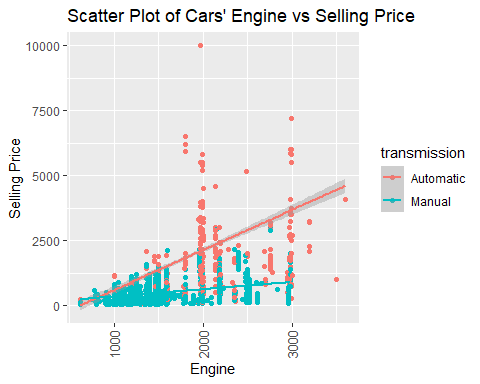 Scatter Plot of Cars' Engine vs Selling Price
10000
7500
5000
2500
0
Selling Price
1000
2000
3000
Engine
transmission
Automatic
Manual